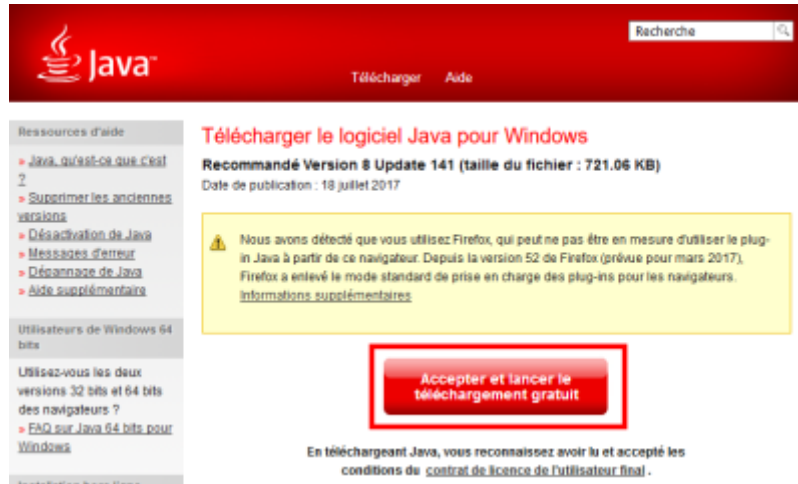 Java
Recherche
Télécharger Aide
Ressources d'aide
» Java, qu'est-ce que c'est
?
» Supprimer les anciennes
versions
» Désactivation de Java
» Messages d'erreur
» Dépannage de Java
» Aide supplémentaire
Utilisateurs de Windows 64
bits
Utilisez-vous les deux
versions 32 bits et 64 bits
des navigateurs ?
» FAQ sur Java 64 bits pour
Windows
Télécharger le logiciel Java pour Windows
Recommandé Version 8 Update 141 (taille du fichier : 721.06 KB)
Date de publication : 18 juillet 2017
Nous avons détecté que vous utilisez Firefox, qui peut ne pas être en mesure d'utiliser le plug-
in Java à partir de ce navigateur. Depuis la version 52 de Firefox (prévue pour mars 2017),
Firefox a enlevé le mode standard de prise en charge des plug-ins pour les navigateurs.
Informations supplémentaires
Accepter et lancer le
téléchargement gratuit
En téléchargeant Java, vous reconnaissez avoir lu et accepté les
conditions du contrat de licence de l'utilisateur final .